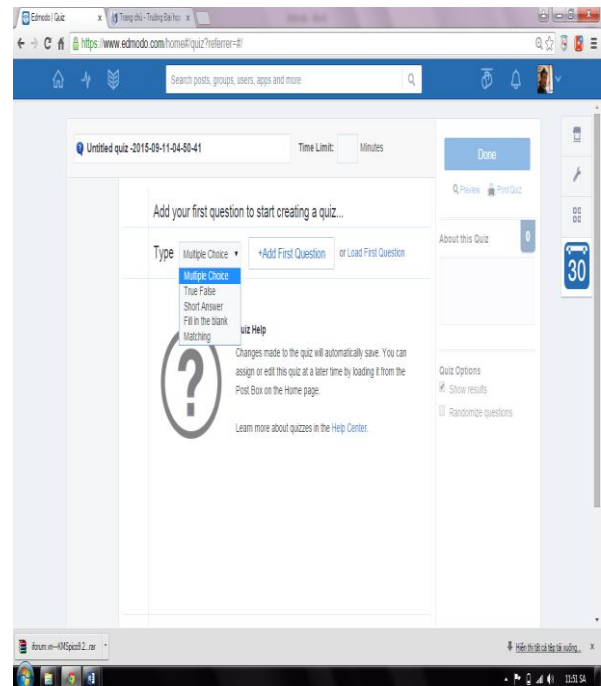 Edmodo | Quiz
Trang chủ - Trường Đại học
https://www.edmodo.com/home#/quiz?referrer=#/
Search posts, groups, users, apps and more
Untitled quiz -2015-09-11-04-50-41
Time Limit:
Minutes
Done
Preview
Print Quiz
Add your first question to start creating a quiz...
Type
Multiple Choice
+Add First Question
or Load First Question
Multiple Choice
True False
Short Answer
Fill in the blank
Matching
About this Quiz
0
30
uiz Help
Changes made to the quiz will automatically save. You can
assign or edit this quiz at a later time by loading it from the
Post Box on the Home page.
Learn more about quizzes in the Help Center.
Quiz Options
Show results
Randomize questions
Hiển thị tất cả tệp tải xuống...
11:51 SA